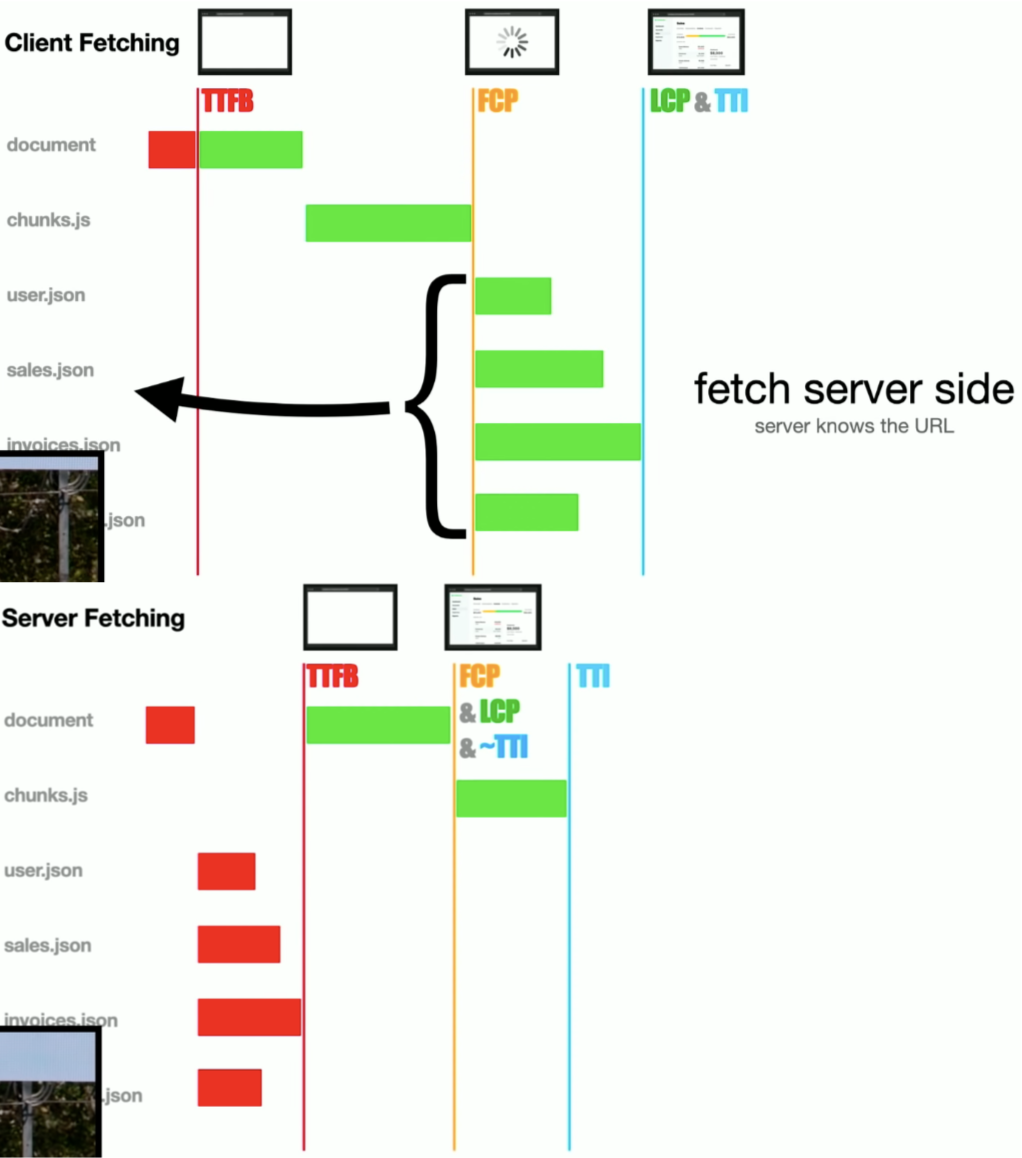 Client Fetching
TTFB
FCP
LCP & TTI
document
chunks.js
user.json
sales.json
fetch server side
server knows the URL
invoices.json
.json
Server Fetching
TTFB
FCP
TTI
& LCP
document
& ~TTI
chunks.js
user.json
sales.json
invoices.json
.json